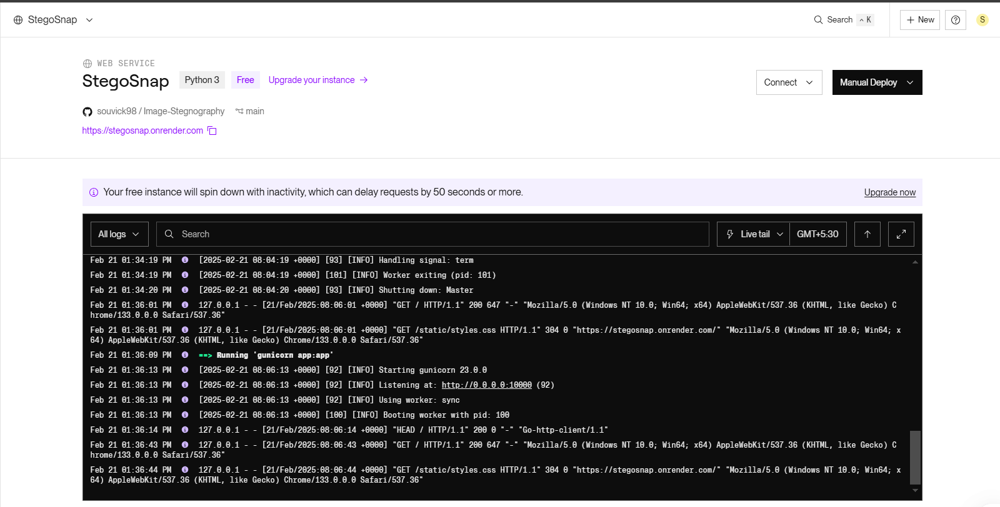 StegoSnap
Search
K
New
S
WEB SERVICE
StegoSnap Python 3 Free Upgrade your instance →
Connect
Manual Deploy
souvick98 / Image-Stegnography main
https://stegosnap.onrender.com
Your free instance will spin down with inactivity, which can delay requests by 50 seconds or more. Upgrade now
All logs
Search
Live tail
GMT+5:30
Feb 21 01:34:19 PM [2025-02-21 08:04:19 +0000] [93] [INFO] Handling signal: term
Feb 21 01:34:19 PM [2025-02-21 08:04:19 +0000] [101] [INFO] Worker exiting (pid: 101)
Feb 21 01:34:20 PM [2025-02-21 08:04:20 +0000] [93] [INFO] Shutting down: Master
Feb 21 01:36:01 PM 127.0.0.1 - - [21/Feb/2025:08:06:01 +0000] "GET / HTTP/1.1" 200 647 "-" "Mozilla/5.0 (Windows NT 10.0; Win64; x64) AppleWebKit/537.36 (KHTML, like Gecko) C
hrome/133.0.0.0 Safari/537.36"
Feb 21 01:36:01 PM 127.0.0.1 - - [21/Feb/2025:08:06:01 +0000] "GET /static/styles.css HTTP/1.1" 304 0 "https://stegosnap.onrender.com/" "Mozilla/5.0 (Windows NT 10.0; Win64; x
64) AppleWebKit/537.36 (KHTML, like Gecko) Chrome/133.0.0.0 Safari/537.36"
Feb 21 01:36:09 PM ==> Running 'gunicorn app:app'
Feb 21 01:36:13 PM [2025-02-21 08:06:13 +0000] [92] [INFO] Starting gunicorn 23.0.0
Feb 21 01:36:13 PM [2025-02-21 08:06:13 +0000] [92] [INFO] Listening at: http://0.0.0.0:10000 (92)
Feb 21 01:36:13 PM [2025-02-21 08:06:13 +0000] [92] [INFO] Using worker: sync
Feb 21 01:36:13 PM [2025-02-21 08:06:13 +0000] [100] [INFO] Booting worker with pid: 100
Feb 21 01:36:14 PM 127.0.0.1 - - [21/Feb/2025:08:06:14 +0000] "HEAD / HTTP/1.1" 200 0 "-" "Go-http-client/1.1"
Feb 21 01:36:43 PM 127.0.0.1 - - [21/Feb/2025:08:06:43 +0000] "GET / HTTP/1.1" 200 647 "-" "Mozilla/5.0 (Windows NT 10.0; Win64; x64) AppleWebKit/537.36 (KHTML, like Gecko) C
hrome/133.0.0.0 Safari/537.36"
Feb 21 01:36:44 PM 127.0.0.1 - - [21/Feb/2025:08:06:44 +0000] "GET /static/styles.css HTTP/1.1" 304 0 "https://stegosnap.onrender.com/" "Mozilla/5.0 (Windows NT 10.0; Win64; x
64) AppleWebKit/537.36 (KHTML, like Gecko) Chrome/133.0.0.0 Safari/537.36"